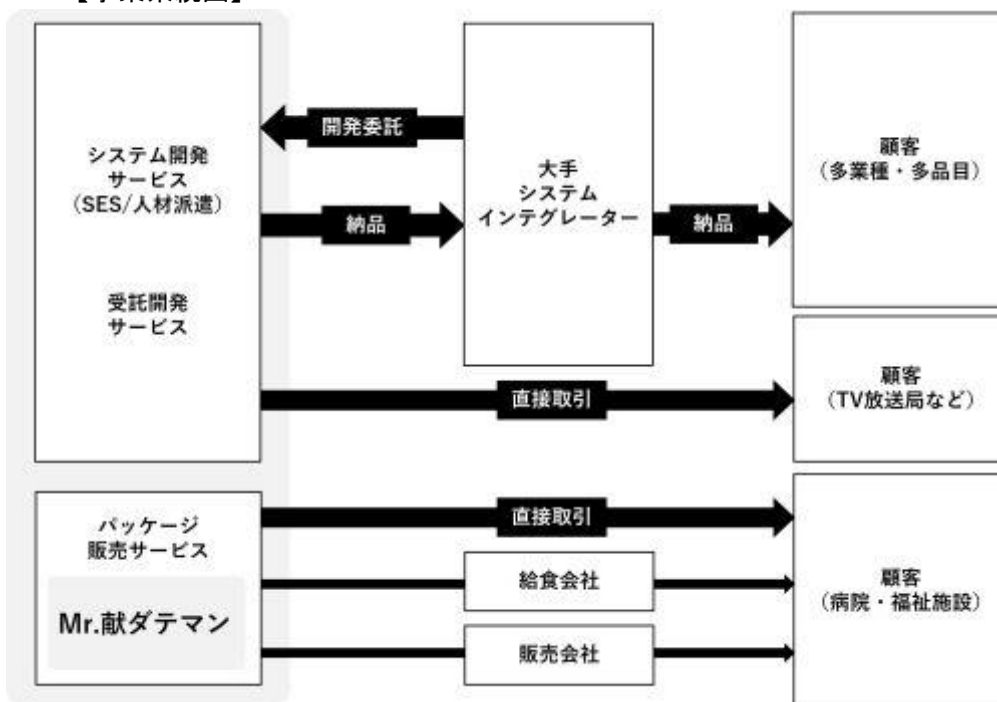 システム開発
サービス
（SES/人材派遣）
受託開発
サービス
開発委託
納品
大手
システム
インテグレーター
納品
顧客
（多業種・多品目）
直接取引
顧客
（TV放送局など）
パッケージ
販売サービス
Mr.献ダテマン
直接取引
給食会社
販売会社
顧客
（病院・福祉施設）